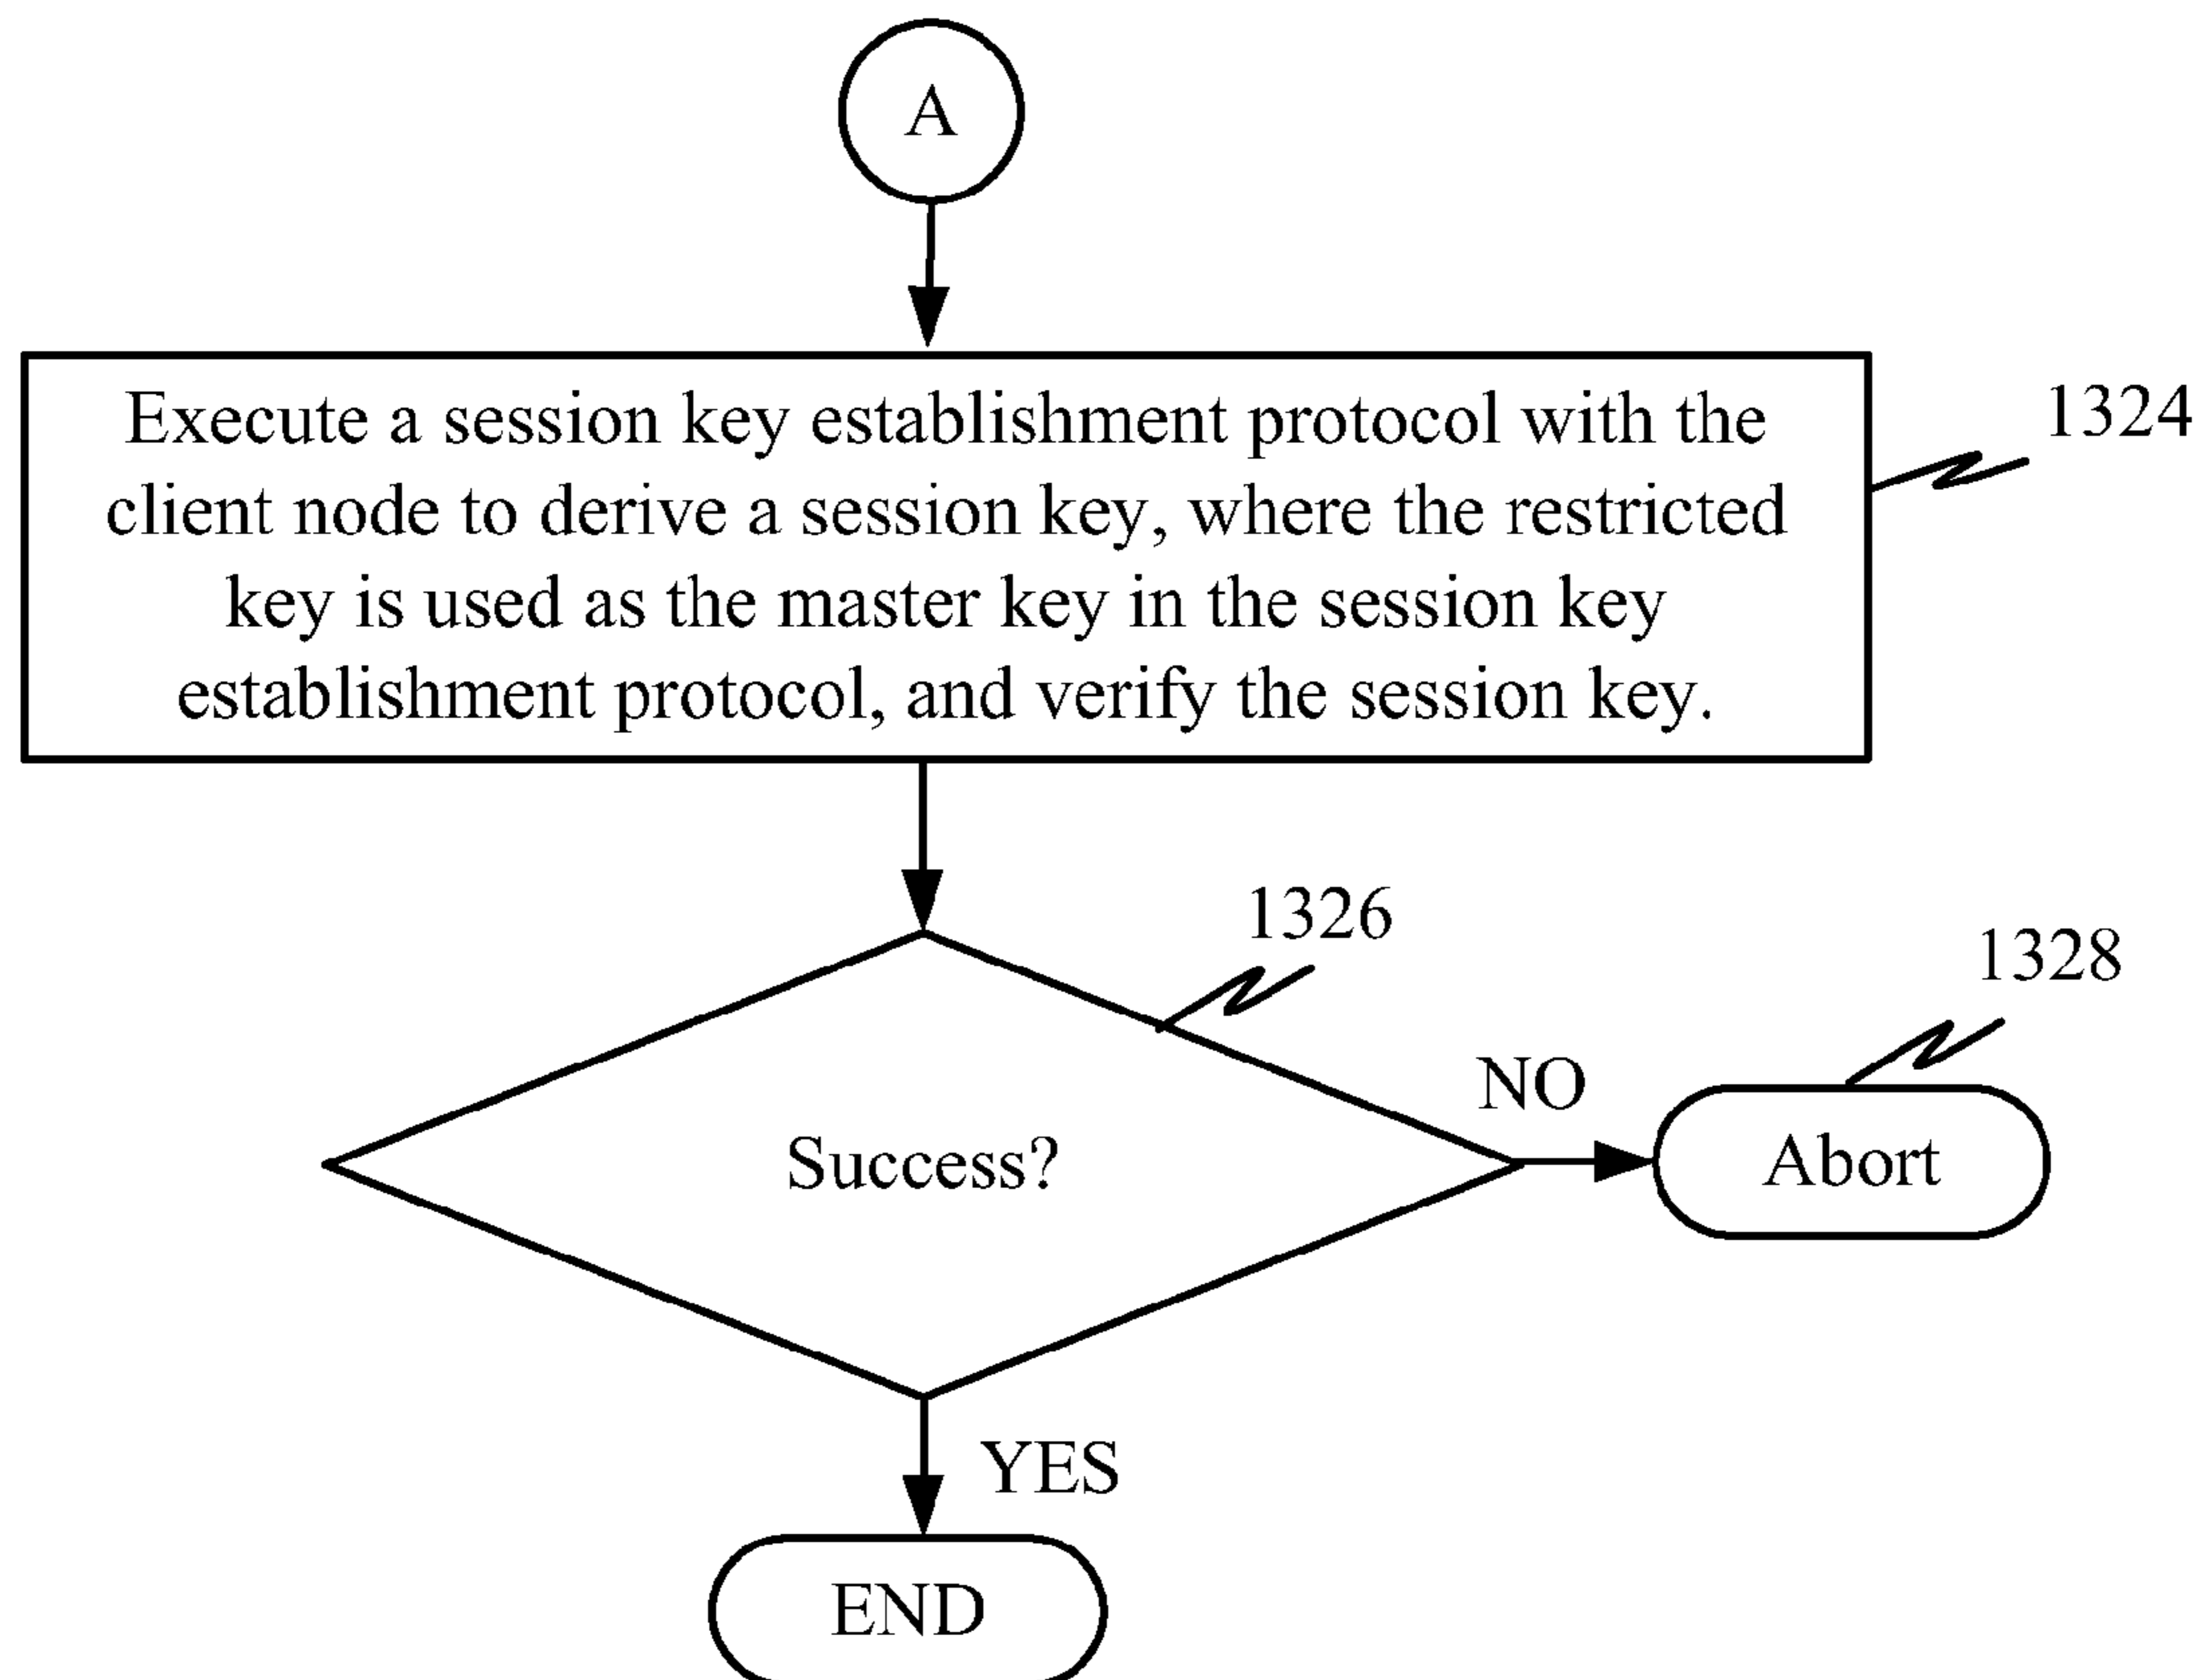 A
Execute a session key establishment protocol with the
client node to derive a session key, where the restricted
key is used as the master key in the session key
establishment protocol, and verify the session key.
1324
1326
1328
NO
Success?
Abort
YES
END